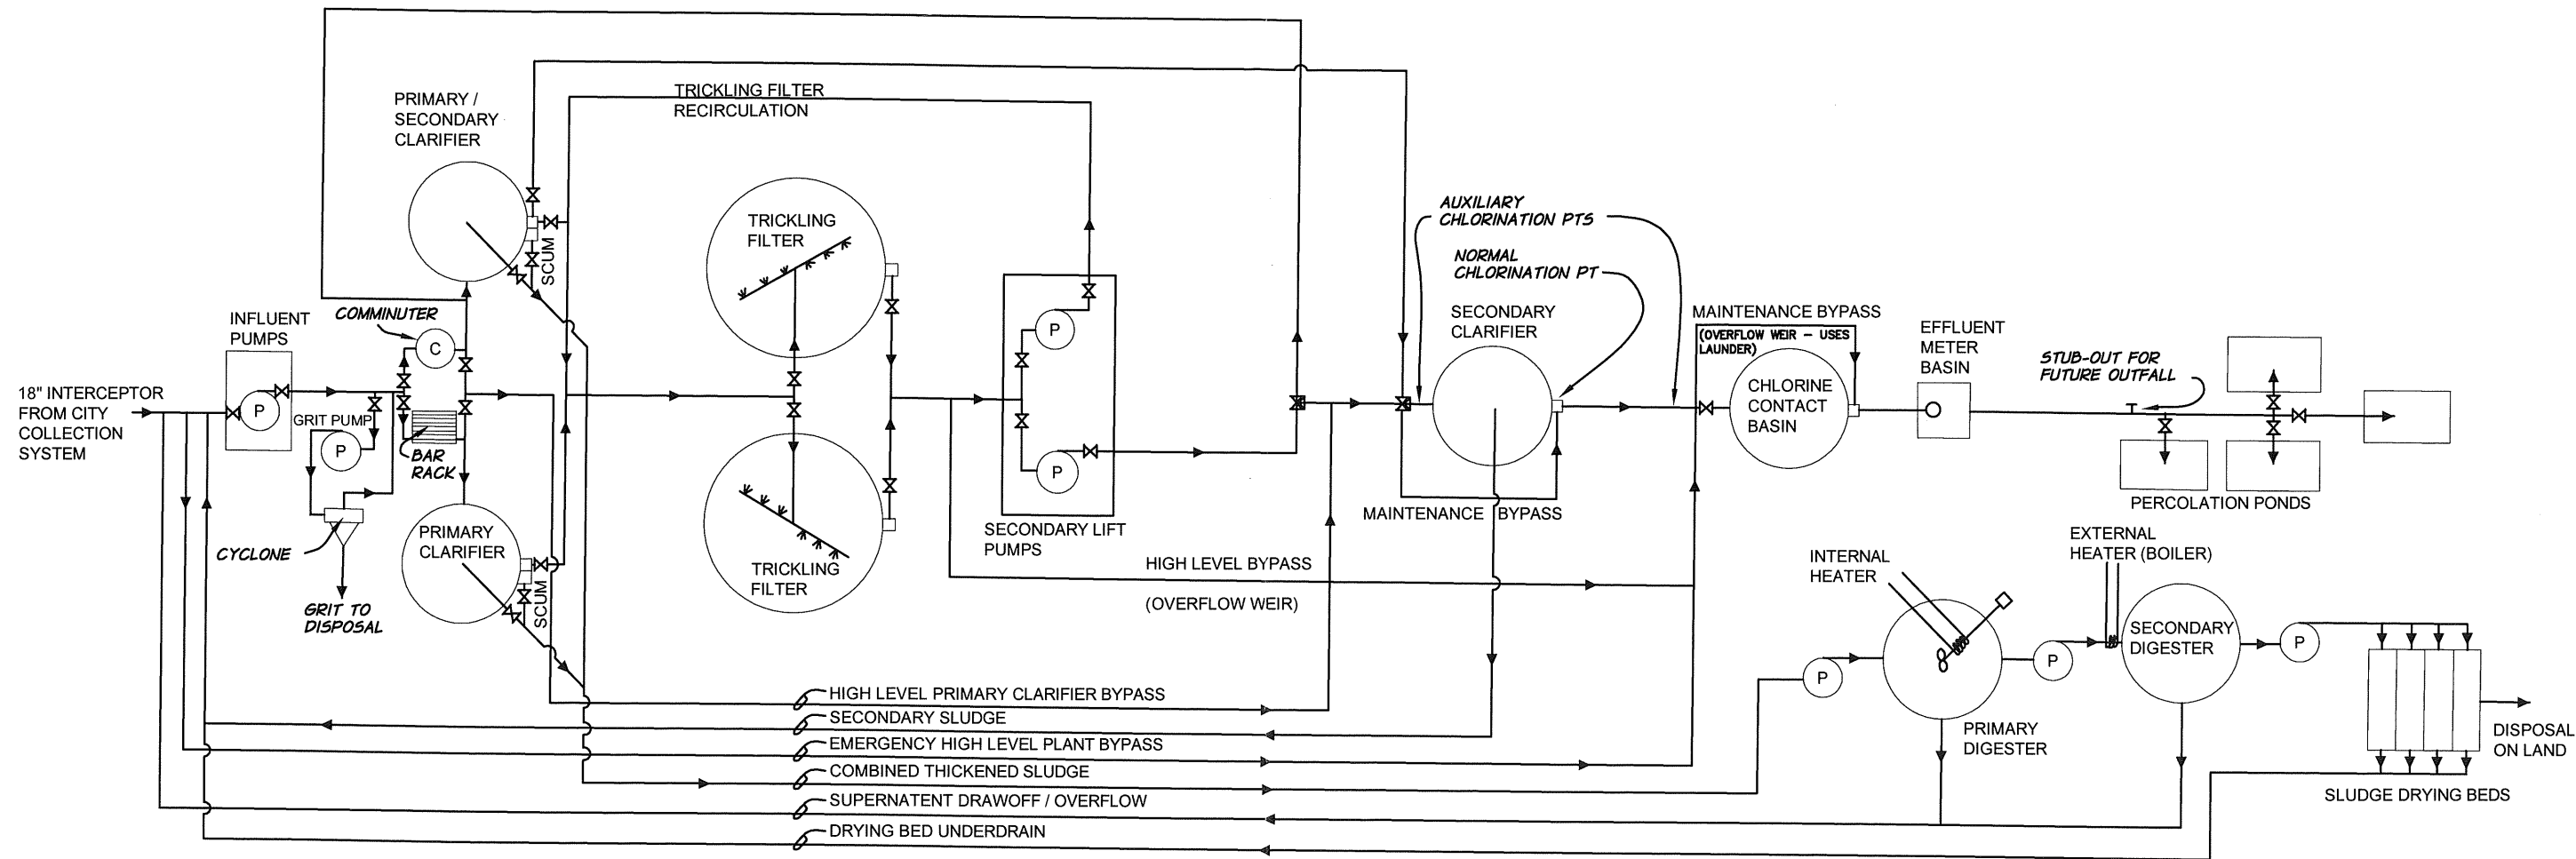 TRICKLING FILTER
RECIRCULATION
PRIMARY /
SECONDARY
CLARIFIER
SCUM
TRICKLING
FILTER
AUXILIARY
CHLORINATION PTS
NORMAL
CHLORINATION PT
COMMINUTER
INFLUENT
PUMPS
C
P
18" INTERCEPTOR
FROM CITY
COLLECTION
SYSTEM
GRIT PUMP
P
BAR
RACK
CYCLONE
GRIT TO
DISPOSAL
PRIMARY
CLARIFIER
SCUM
TRICKLING
FILTER
P
P
SECONDARY LIFT
PUMPS
SECONDARY
CLARIFIER
MAINTENANCE BYPASS
MAINTENANCE BYPASS
(OVERFLOW WEIR - USES
LAUNDER)
CHLORINE
CONTACT
BASIN
EFFLUENT
METER
BASIN
STUB-OUT FOR
FUTURE OUTFALL
PERCOLATION PONDS
HIGH LEVEL BYPASS
(OVERFLOW WEIR)
INTERNAL
HEATER
EXTERNAL
HEATER (BOILER)
P
P
SECONDARY
DIGESTER
P
PRIMARY
DIGESTER
DISPOSAL
ON LAND
SLUDGE DRYING BEDS
HIGH LEVEL PRIMARY CLARIFIER BYPASS
SECONDARY SLUDGE
EMERGENCY HIGH LEVEL PLANT BYPASS
COMBINED THICKENED SLUDGE
SUPERNATENT DRAWOFF / OVERFLOW
DRYING BED UNDERDRAIN